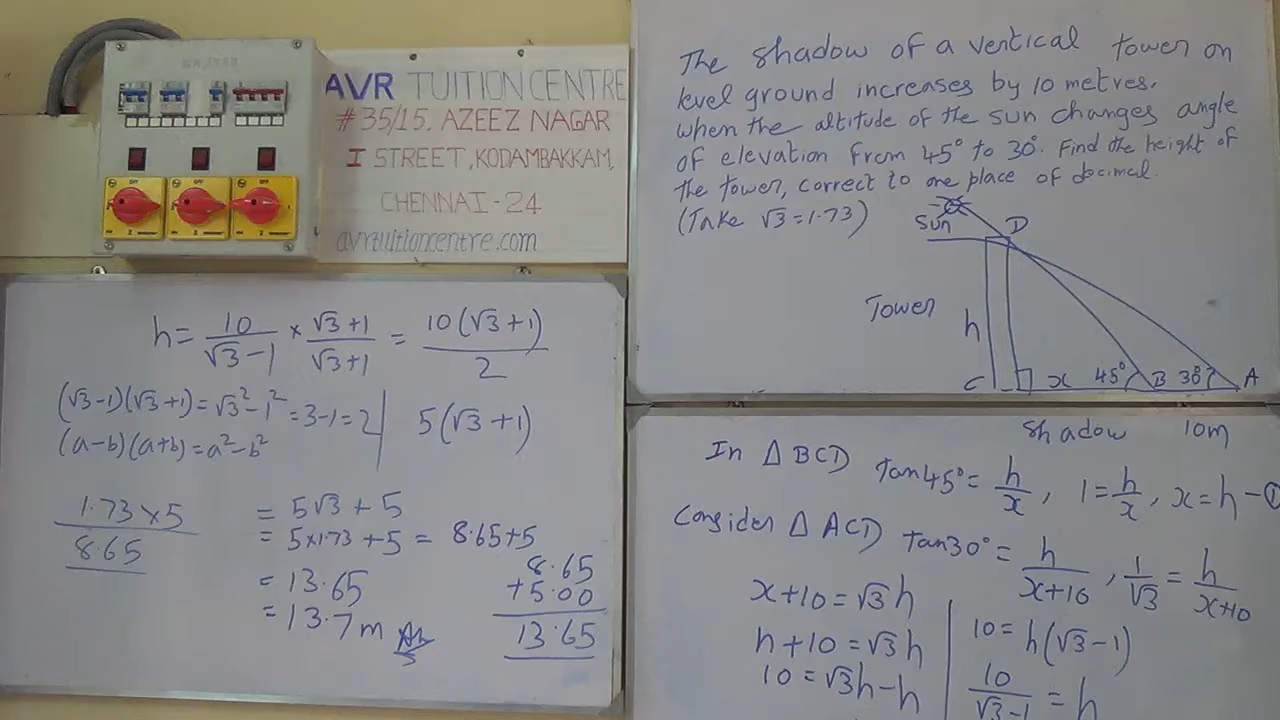 AVR TUITION CENTRE
# 35/15, AZEEZ NAGAR
I STREET, KODAMBAKKAM,
CHENNAI - 24
avrtuitioncentre.com
The shadow of a vertical tower on
level ground increases by 10 metres.
when the altitude of the sun changes angle
of elevation from 45° to 30°. Find the height of
the tower, correct to one place of decimal.
(Take √3 = 1.73)
Sun
D
Tower
h
C x 45° B 30° A
shadow 10m
In △ BCD tan45° = h/x, 1 = h/x, x = h - ①
Consider △ ACD tan30° = h/(x+10), 1/√3 = h/(x+10)
x+10 = √3h
h+10 = √3h
10 = √3h - h
10 = h(√3-1)
10/(√3-1) = h
h = 10/(√3-1) × (√3+1)/(√3+1) = 10(√3+1)/2
(√3-1)(√3+1) = √3² - 1² = 3-1 = 2
(a-b)(a+b) = a² - b²
5(√3+1)
1.73 × 5
8.65
= 5√3 + 5
= 5×1.73 + 5 = 8.65+5
= 13.65
= 13.7 m
8.65
+5.00
13.65